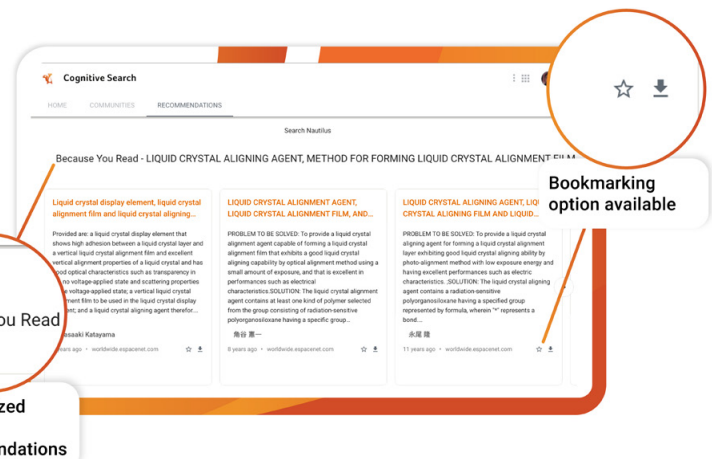 Cognitive Search
HOME COMMUNITIES RECOMMENDATIONS
Search Nautilus
Because You Read - LIQUID CRYSTAL ALIGNING AGENT, METHOD FOR FORMING LIQUID CRYSTAL ALIGNMENT FILM
Bookmarking
option available
Liquid crystal display element, liquid crystal
alignment film and liquid crystal aligning...
Provided are: a liquid crystal display element that
shows high adhesion between a liquid crystal layer and
a vertical liquid crystal alignment film and excellent
vertical alignment properties of a liquid crystal and has
good optical characteristics such as transparency in
no voltage-applied state and scattering properties
voltage-applied state; a vertical liquid crystal
film to be used in the liquid crystal display
and a liquid crystal aligning agent therefor...
Katayama
years ago • worldwide.espacenet.com
LIQUID CRYSTAL ALIGNMENT AGENT,
LIQUID CRYSTAL ALIGNMENT FILM, AND...
PROBLEM TO BE SOLVED: To provide a liquid crystal
alignment agent capable of forming a liquid crystal
alignment film that exhibits a good liquid crystal
aligning capability by optical alignment method using a
small amount of exposure, and that is excellent in
performances such as electrical
characteristics.SOLUTION: The liquid crystal alignment
agent contains at least one kind of polymer selected
from the group consisting of radiation-sensitive
polyorganosiloxane having a specific group...
角谷 憲一
8 years ago • worldwide.espacenet.com
LIQUID CRYSTAL ALIGNING AGENT,
CRYSTAL ALIGNING FILM AND LIQUID...
PROBLEM TO BE SOLVED: To provide a liquid crystal
aligning agent for forming a liquid crystal alignment
layer exhibiting good liquid crystal aligning ability by
photo-alignment method with low exposure energy and
having excellent performances such as electric
characteristics. ;SOLUTION: The liquid crystal aligning
agent contains a radiation-sensitive
polyorganosiloxane having a specified group
represented by formula, wherein "*" represents a
bond...
永尾 隆
11 years ago • worldwide.espacenet.com
ou Read
zed
ndations